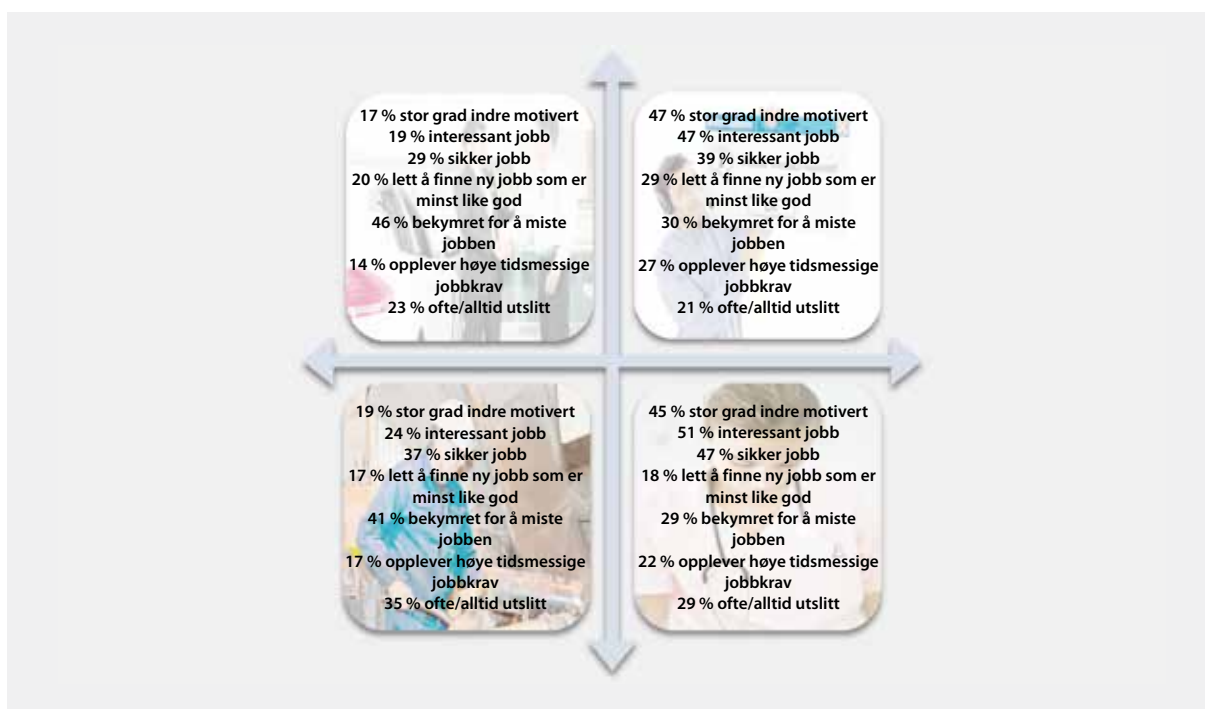 17 % stor grad indre motivert
19 % interessant jobb
29 % sikker jobb
20 % lett å finne ny jobb som er
minst like god
46 % bekymret for å miste
jobben
14 % opplever høye tidsmessige
jobbkrav
23 % ofte/alltid utslitt
47 % stor grad indre motivert
47 % interessant jobb
39 % sikker jobb
29 % lett å finne ny jobb som er
minst like god
30 % bekymret for å miste
jobben
27 % opplever høye tidsmessige
jobbkrav
21 % ofte/alltid utslitt
19 % stor grad indre motivert
24 % interessant jobb
37 % sikker jobb
17 % lett å finne ny jobb som er
minst like god
41 % bekymret for å miste
jobben
17 % opplever høye tidsmessige
jobbkrav
35 % ofte/alltid utslitt
45 % stor grad indre motivert
51 % interessant jobb
47 % sikker jobb
18 % lett å finne ny jobb som er
minst like god
29 % bekymret for å miste
jobben
22 % opplever høye tidsmessige
jobbkrav
29 % ofte/alltid utslitt